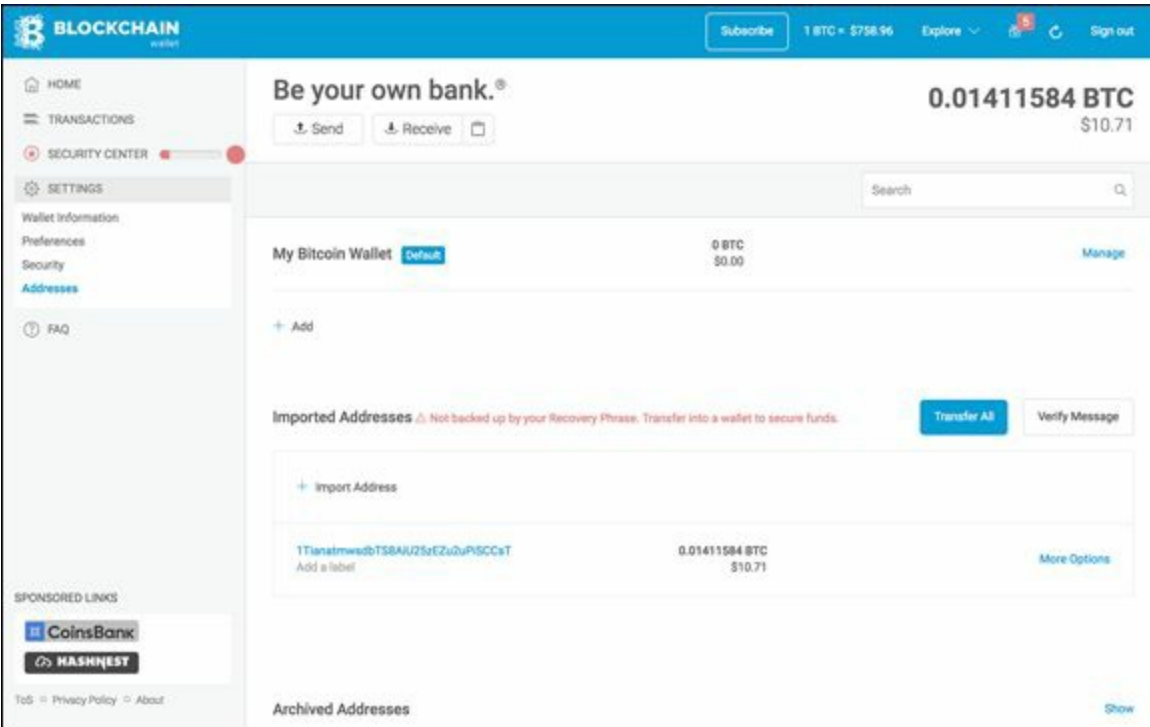 BLOCKCHAIN
wallet
Subscribe
1 BTC = $758.96
Explore
5
Sign out
HOME
TRANSACTIONS
SECURITY CENTER
SETTINGS
Wallet Information
Preferences
Security
Addresses
FAQ
Be your own bank.®
0.01411584 BTC
$10.71
Send
Receive
Search
My Bitcoin Wallet Default
0 BTC
$0.00
Manage
+ Add
Imported Addresses
Not backed up by your Recovery Phrase. Transfer into a wallet to secure funds.
Transfer All
Verify Message
+ Import Address
0.01411584 BTC
$10.71
Add a label
More Options
SPONSORED LINKS
CoinsBank
HASHNEST
ToS
Privacy Policy
About
Archived Addresses
Show